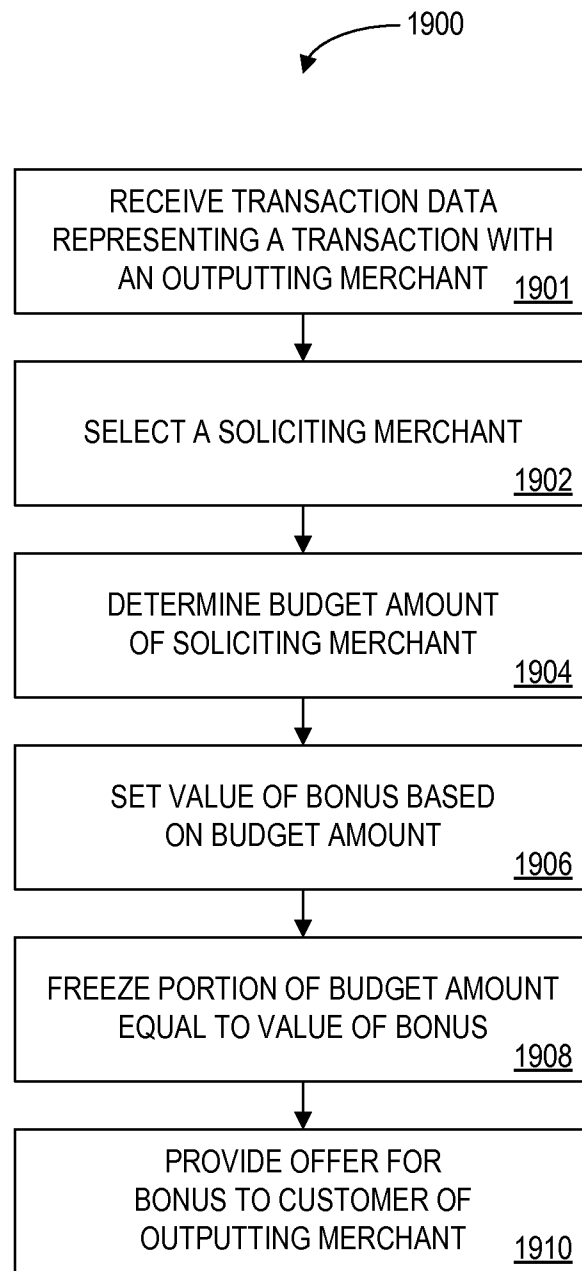 1900
RECEIVE TRANSACTION DATA
REPRESENTING A TRANSACTION WITH
AN OUTPUTTING MERCHANT
1901
SELECT A SOLICITING MERCHANT
1902
DETERMINE BUDGET AMOUNT
OF SOLICITING MERCHANT
1904
SET VALUE OF BONUS BASED
ON BUDGET AMOUNT
1906
FREEZE PORTION OF BUDGET AMOUNT
EQUAL TO VALUE OF BONUS
1908
PROVIDE OFFER FOR
BONUS TO CUSTOMER OF
OUTPUTTING MERCHANT
1910